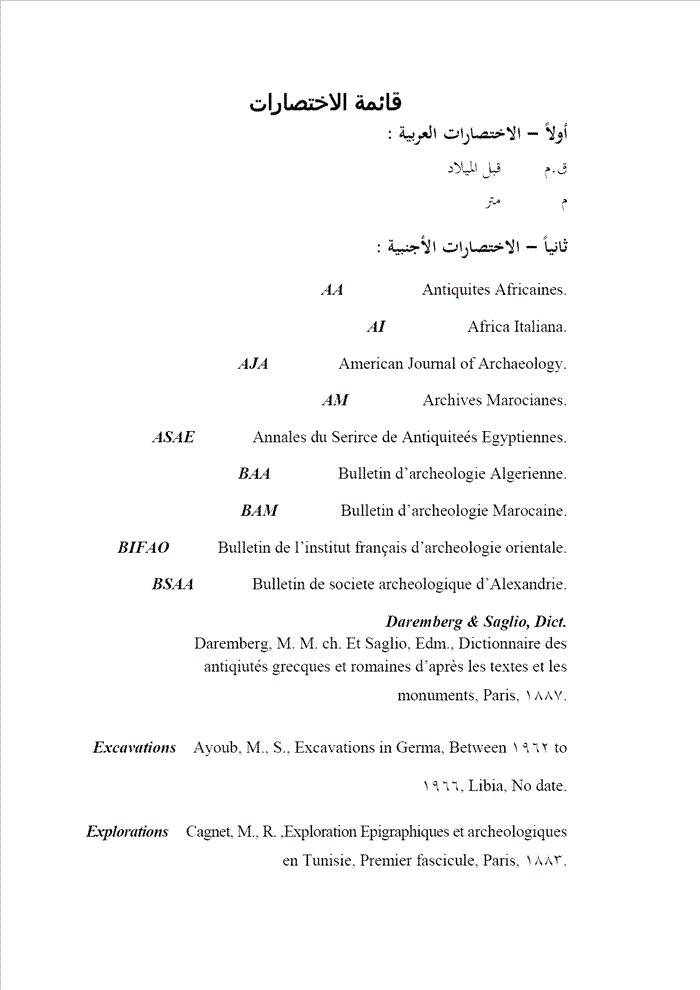 قائمة الاختصارات
أولاً – الاختصارات العربية :
ق.م قبل الميلاد
م متر
ثانياً – الاختصارات الأجنبية :
AA Antiquites Africaines.
AI Africa Italiana.
AJA American Journal of Archaeology.
AM Archives Marocianes.
ASAE Annales du Serirce de Antiquiteés Egyptiennes.
BAA Bulletin d’archeologie Algerienne.
BAM Bulletin d’archeologie Marocaine.
BIFAO Bulletin de l’institut français d’archeologie orientale.
BSAA Bulletin de societe archeologique d’Alexandrie.
Daremberg & Saglio, Dict.
Daremberg, M. M. ch. Et Saglio, Edm., Dictionnaire des
antiqiutés grecques et romaines d’après les textes et les
monuments, Paris, ١٨٨٧.
Excavations Ayoub, M., S., Excavations in Germa, Between ١٩٦٢ to
١٩٦٦, Libia, No date.
Explorations Cagnet, M., R. ,Exploration Epigraphiques et archeologiques
en Tunisie, Premier fascicule, Paris, ١٨٨٣.